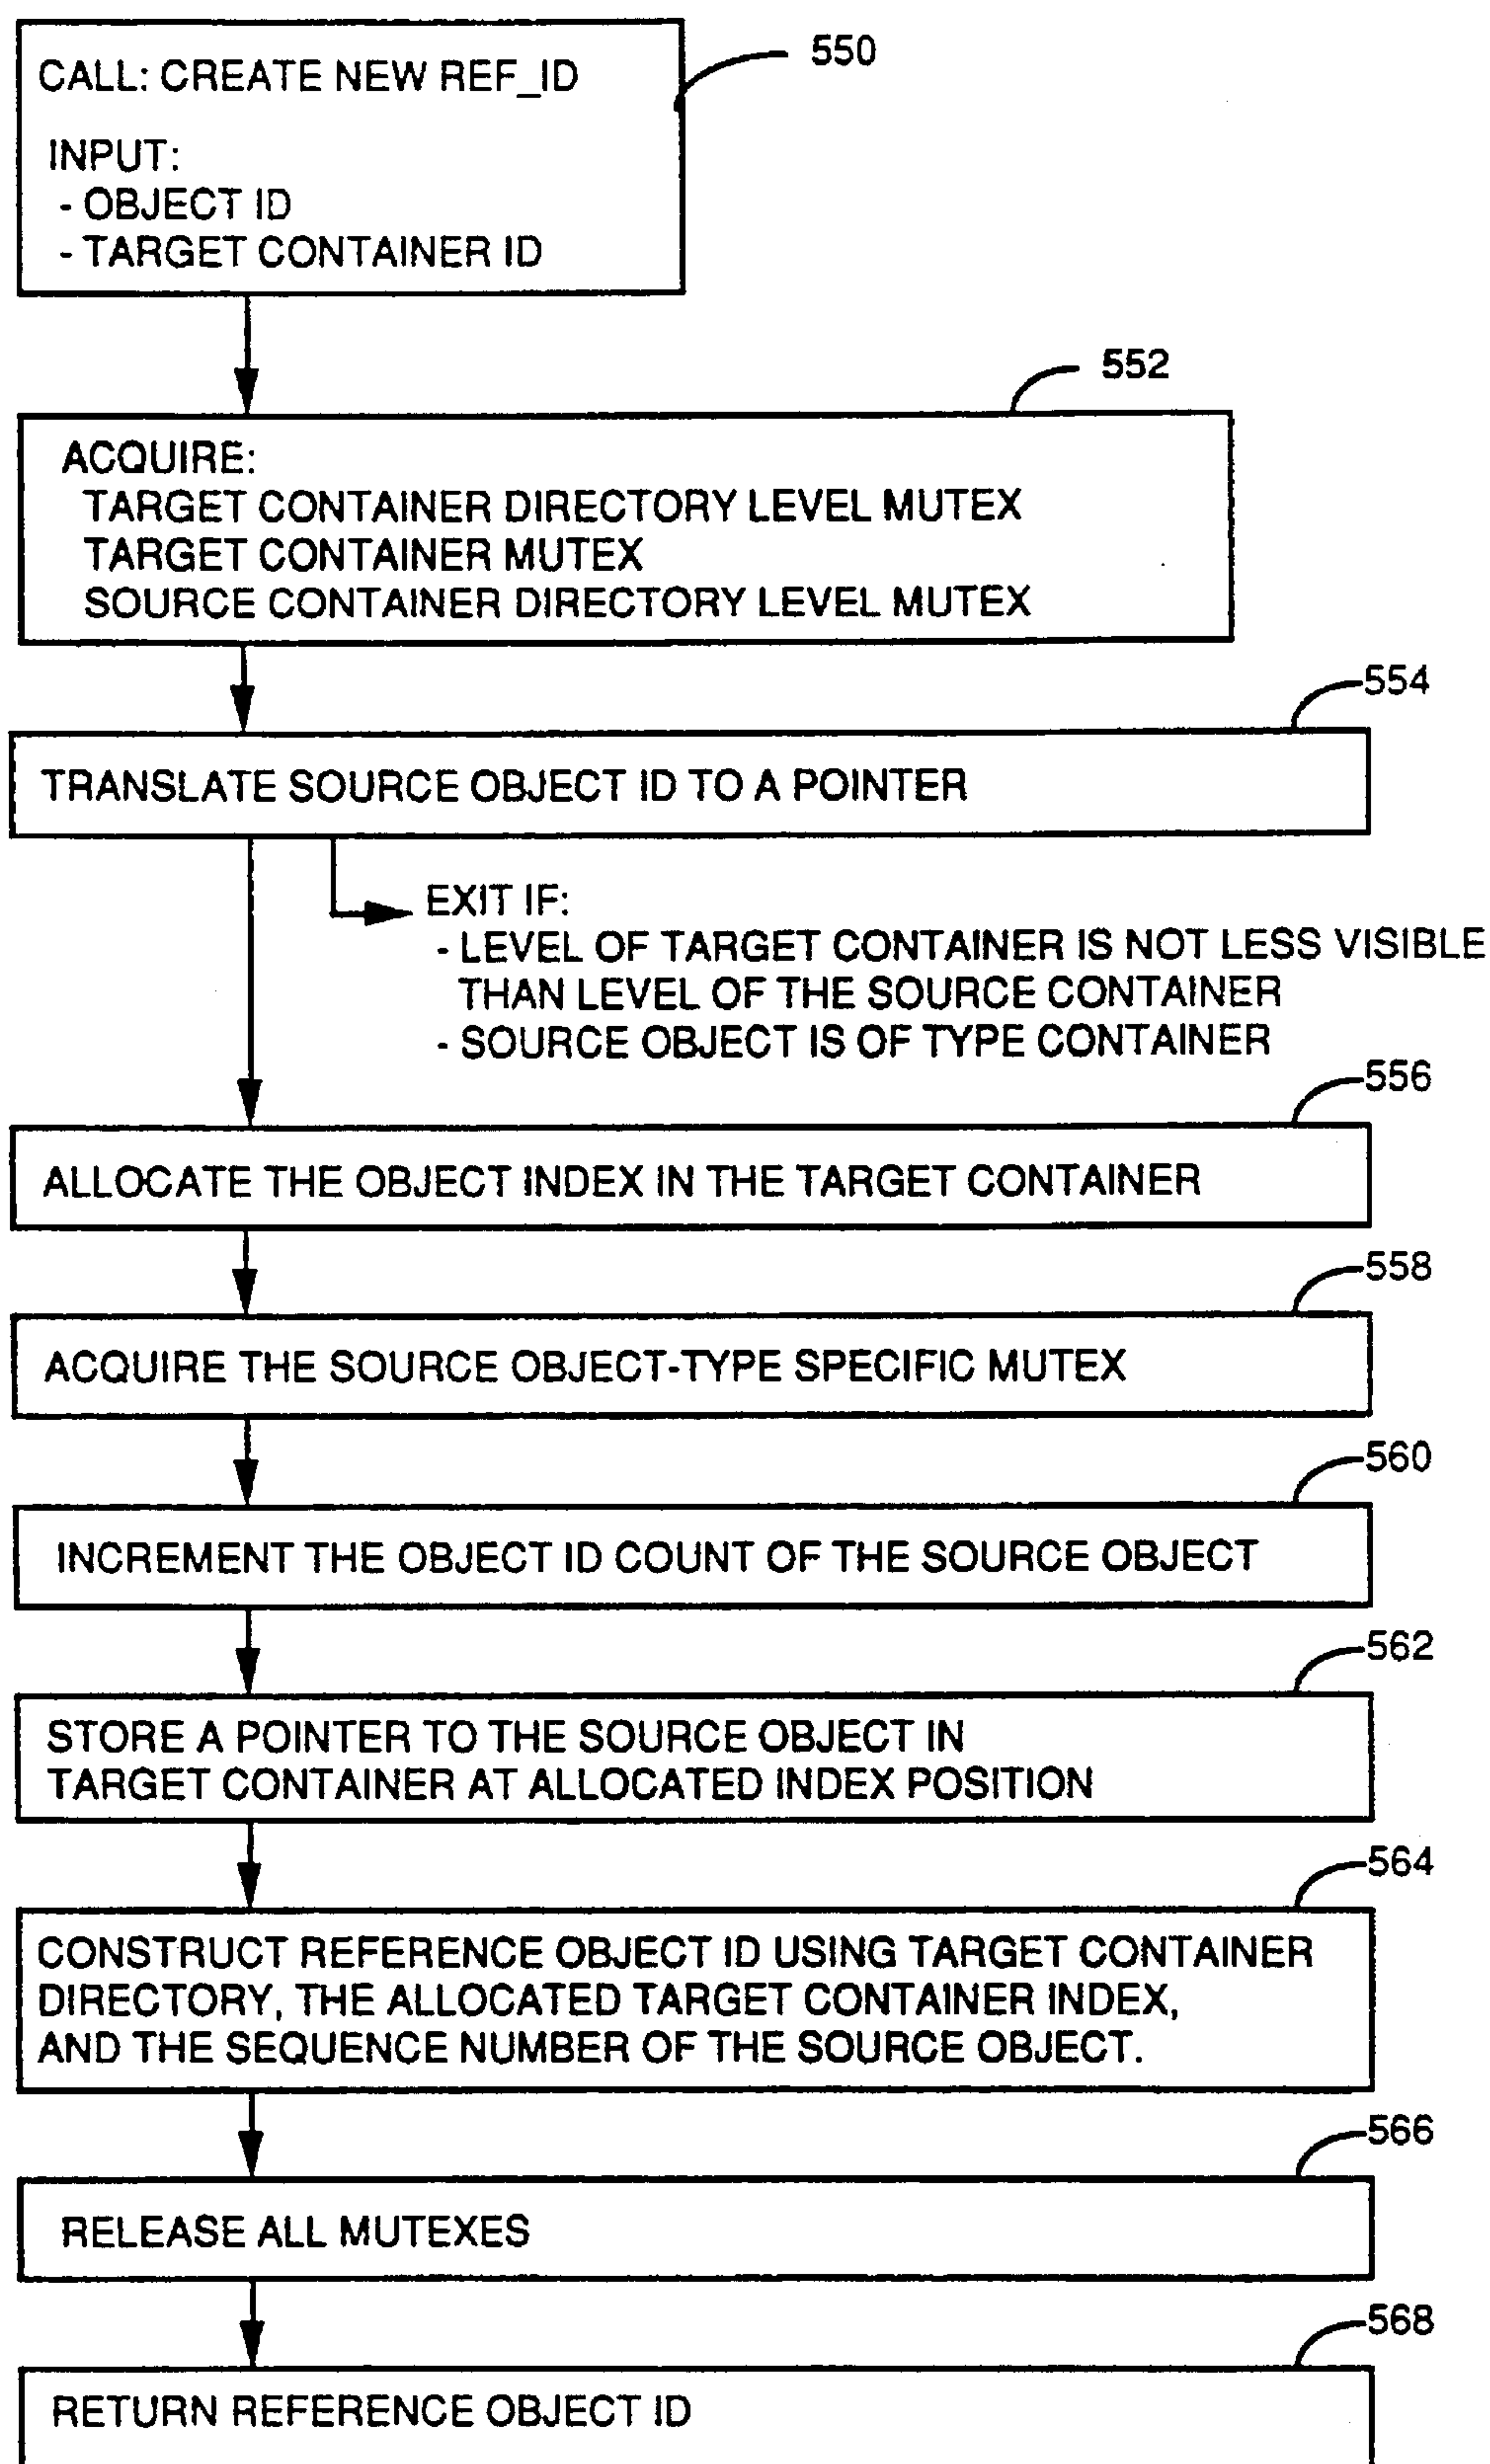 CALL: CREATE NEW REF_ID
550
INPUT:
- OBJECT ID
- TARGET CONTAINER ID
552
ACQUIRE:
TARGET CONTAINER DIRECTORY LEVEL MUTEX
TARGET CONTAINER MUTEX
SOURCE CONTAINER DIRECTORY LEVEL MUTEX
554
TRANSLATE SOURCE OBJECT ID TO A POINTER
EXIT IF:
- LEVEL OF TARGET CONTAINER IS NOT LESS VISIBLE
THAN LEVEL OF THE SOURCE CONTAINER
- SOURCE OBJECT IS OF TYPE CONTAINER
556
ALLOCATE THE OBJECT INDEX IN THE TARGET CONTAINER
558
ACQUIRE THE SOURCE OBJECT-TYPE SPECIFIC MUTEX
560
INCREMENT THE OBJECT ID COUNT OF THE SOURCE OBJECT
562
STORE A POINTER TO THE SOURCE OBJECT IN
TARGET CONTAINER AT ALLOCATED INDEX POSITION
564
CONSTRUCT REFERENCE OBJECT ID USING TARGET CONTAINER
DIRECTORY, THE ALLOCATED TARGET CONTAINER INDEX,
AND THE SEQUENCE NUMBER OF THE SOURCE OBJECT.
566
RELEASE ALL MUTEXES
568
RETURN REFERENCE OBJECT ID